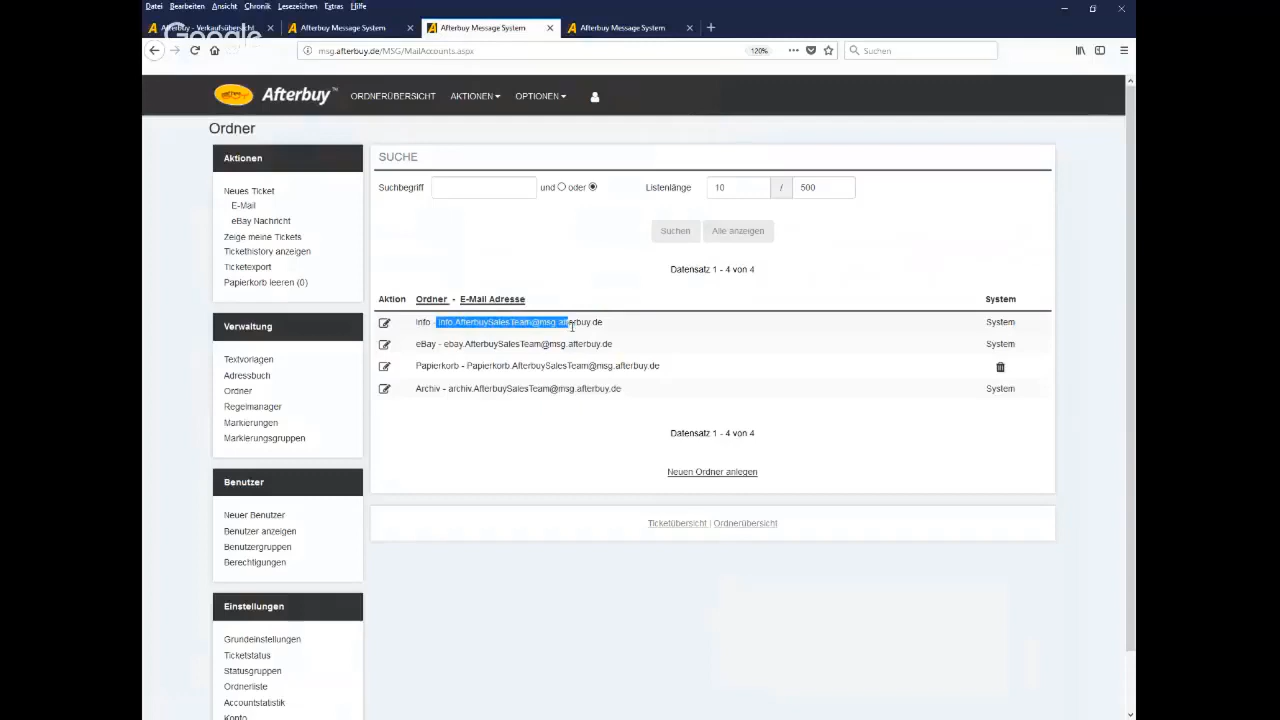 Datei Bearbeiten Ansicht Chronik Lesezeichen Extras Hilfe
Afterbuy - Verkaufsübersicht
Afterbuy Message System
Afterbuy Message System
Afterbuy Message System
Google
msg.afterbuy.de/MSG/MailAccounts.aspx
120%
Suchen
Afterbuy™
ORDNERÜBERSICHT
AKTIONEN
OPTIONEN
Ordner
Aktionen
Neues Ticket
E-Mail
eBay Nachricht
Zeige meine Tickets
Tickethistory anzeigen
Ticketexport
Papierkorb leeren (0)
Verwaltung
Textvorlagen
Adressbuch
Ordner
Regelmanager
Markierungen
Markierungsgruppen
Benutzer
Neuer Benutzer
Benutzer anzeigen
Benutzergruppen
Berechtigungen
Einstellungen
Grundeinstellungen
Ticketstatus
Statusgruppen
Ordnerliste
Accountstatistik
Konto
SUCHE
Suchbegriff und oder Listenlänge 10 / 500
Suchen Alle anzeigen
Datensatz 1 - 4 von 4
Aktion Ordner - E-Mail Adresse System
Info - Info.AfterbuySalesTeam@msg.afterbuy.de System
eBay - ebay.AfterbuySalesTeam@msg.afterbuy.de System
Papierkorb - Papierkorb.AfterbuySalesTeam@msg.afterbuy.de
Archiv - archiv.AfterbuySalesTeam@msg.afterbuy.de System
Datensatz 1 - 4 von 4
Neuen Ordner anlegen
Ticketübersicht | Ordnerübersicht